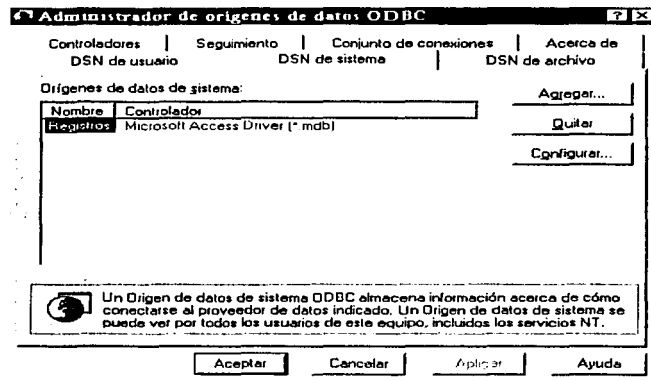 Administrador de orígenes de datos ODBC
Controladores | Seguimiento | Conjunto de conexiones | Acerca de
DSN de usuario DSN de sistema DSN de archivo
Orígenes de datos de sistema:
Agregar...
Nombre Controlador
Registros Microsoft Access Driver (*.mdb)
Quitar
Configurar...
Un Origen de datos de sistema ODBC almacena información acerca de cómo
conectarse al proveedor de datos indicado. Un Origen de datos de sistema se
puede ver por todos los usuarios de este equipo, incluidos los servicios NT.
Aceptar Cancelar Aplicar Ayuda